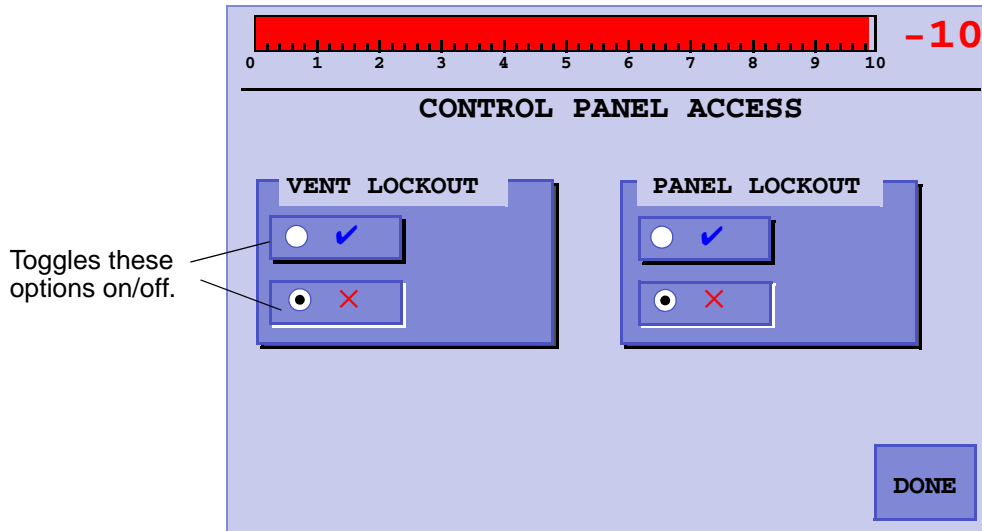 -10
0 1 2 3 4 5 6 7 8 9 10
CONTROL PANEL ACCESS
VENT LOCKOUT
PANEL LOCKOUT
✔
✔
Toggles these
options on/off.
✕
✕
DONE